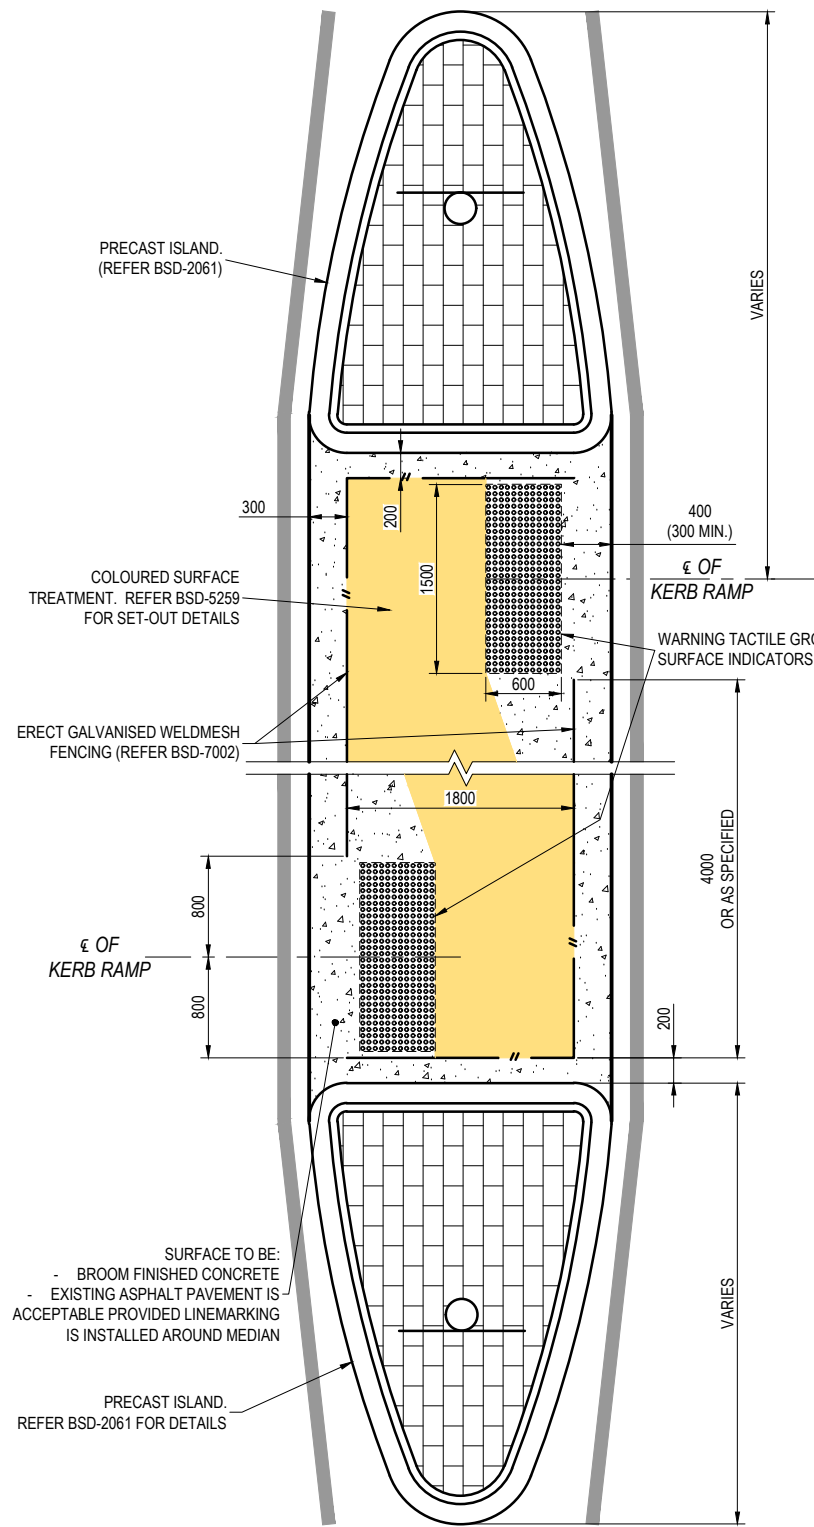 VARIES
PRECAST ISLAND.
(REFER BSD-2061)
300
200
400
(300 MIN.)
1500
℄ OF
KERB RAMP
COLOURED SURFACE
TREATMENT. REFER BSD-5259
FOR SET-OUT DETAILS
WARNING TACTILE GRO
SURFACE INDICATORS
600
ERECT GALVANISED WELDMESH
FENCING (REFER BSD-7002)
1800
4000
OR AS SPECIFIED
800
℄ OF
KERB RAMP
800
200
SURFACE TO BE:
- BROOM FINISHED CONCRETE
- EXISTING ASPHALT PAVEMENT IS
ACCEPTABLE PROVIDED LINEMARKING
IS INSTALLED AROUND MEDIAN
VARIES
PRECAST ISLAND.
REFER BSD-2061 FOR DETAILS